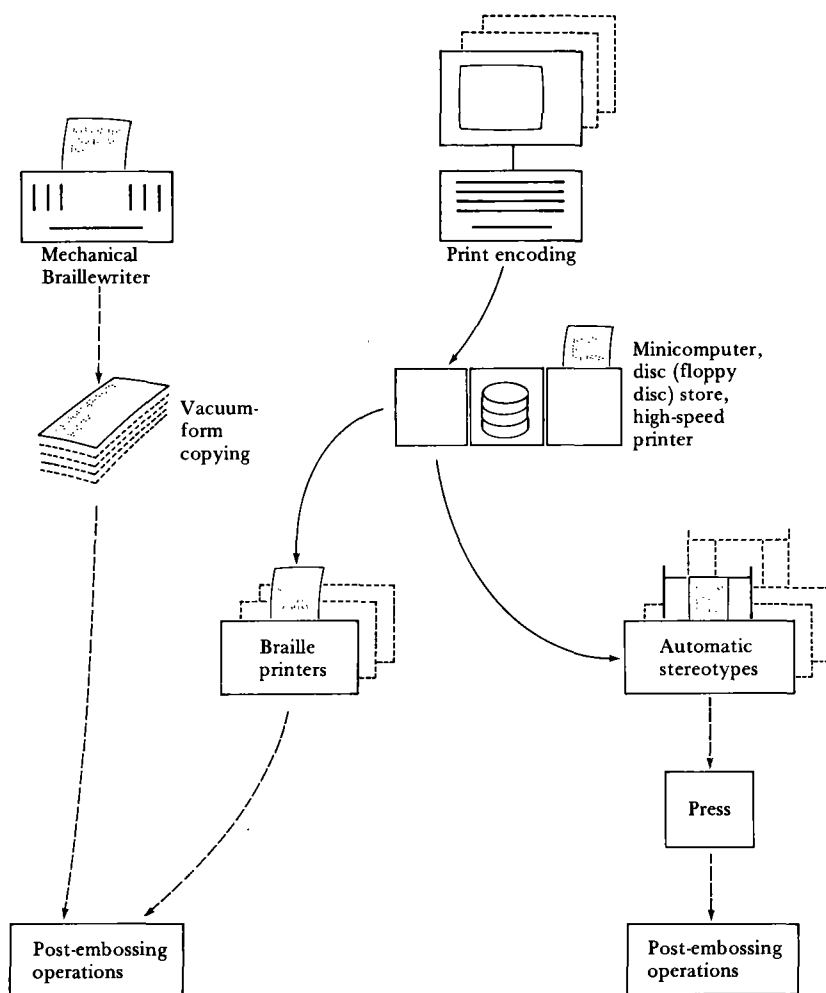 Mechanical
Braillewriter
Print encoding
Vacuum-
form
copying
Minicomputer,
disc (floppy
disc) store,
high-speed
printer
Braille
printers
Automatic
stereotypes
Press
Post-embossing
operations
Post-embossing
operations